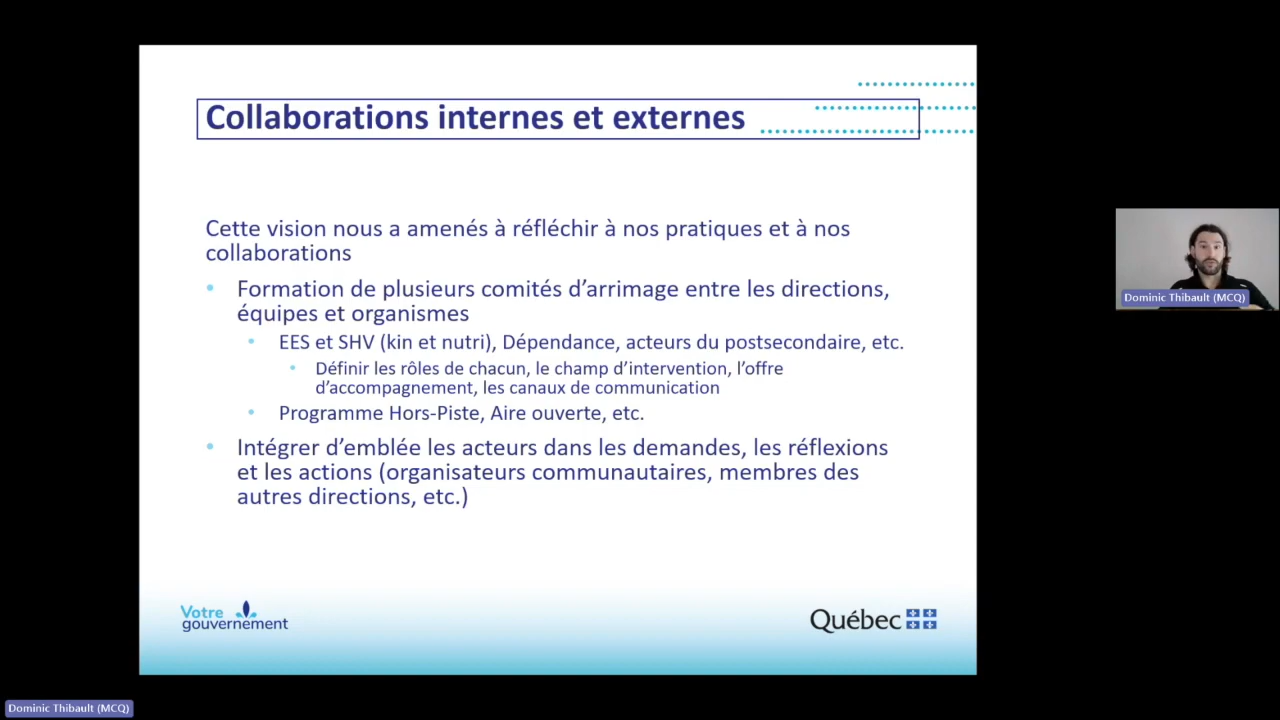 Collaborations internes et externes
Cette vision nous a amenés à réfléchir à nos pratiques et à nos
collaborations
• Formation de plusieurs comités d’arrimage entre les directions,
équipes et organismes
• EES et SHV (kin et nutri), Dépendance, acteurs du postsecondaire, etc.
• Définir les rôles de chacun, le champ d’intervention, l’offre
d’accompagnement, les canaux de communication
• Programme Hors-Piste, Aire ouverte, etc.
• Intégrer d’emblée les acteurs dans les demandes, les réflexions
et les actions (organisateurs communautaires, membres des
autres directions, etc.)
Votre
gouvernement
Québec
Dominic Thibault (MCQ)
Dominic Thibault (MCQ)